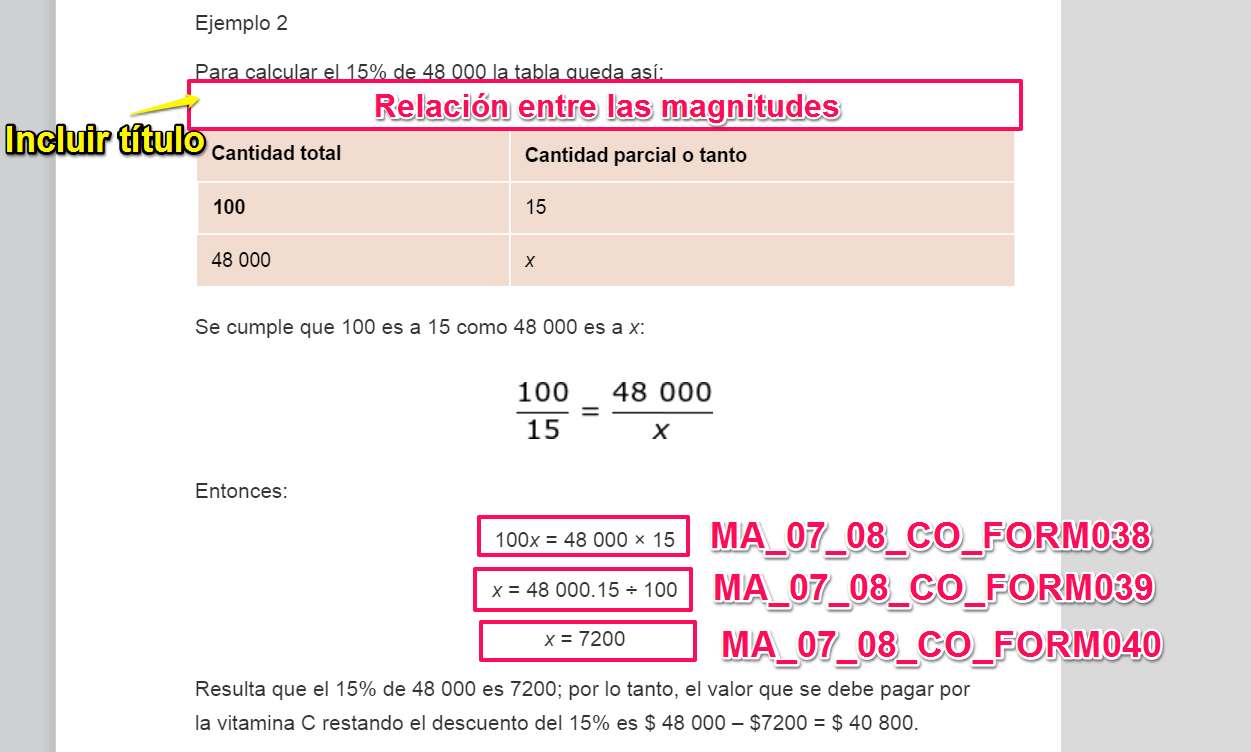 Ejemplo 2
Para calcular el 15% de 48 000 la tabla queda así:
Relación entre las magnitudes
Incluir título
Cantidad total Cantidad parcial o tanto
100 15
48 000 x
Se cumple que 100 es a 15 como 48 000 es a x:
100 48 000
=
15 x
Entonces:
100x = 48 000 × 15 MA_07_08_CO_FORM038
x = 48 000.15 ÷ 100 MA_07_08_CO_FORM039
x = 7200 MA_07_08_CO_FORM040
Resulta que el 15% de 48 000 es 7200; por lo tanto, el valor que se debe pagar por
la vitamina C restando el descuento del 15% es $ 48 000 – $7200 = $ 40 800.